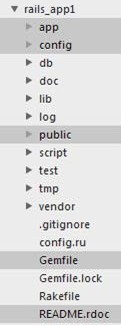 rails_app1
app
config
db
doc
lib
log
public
script
test
tmp
vendor
.gitignore
config.ru
Gemfile
Gemfile.lock
Rakefile
README.rdoc